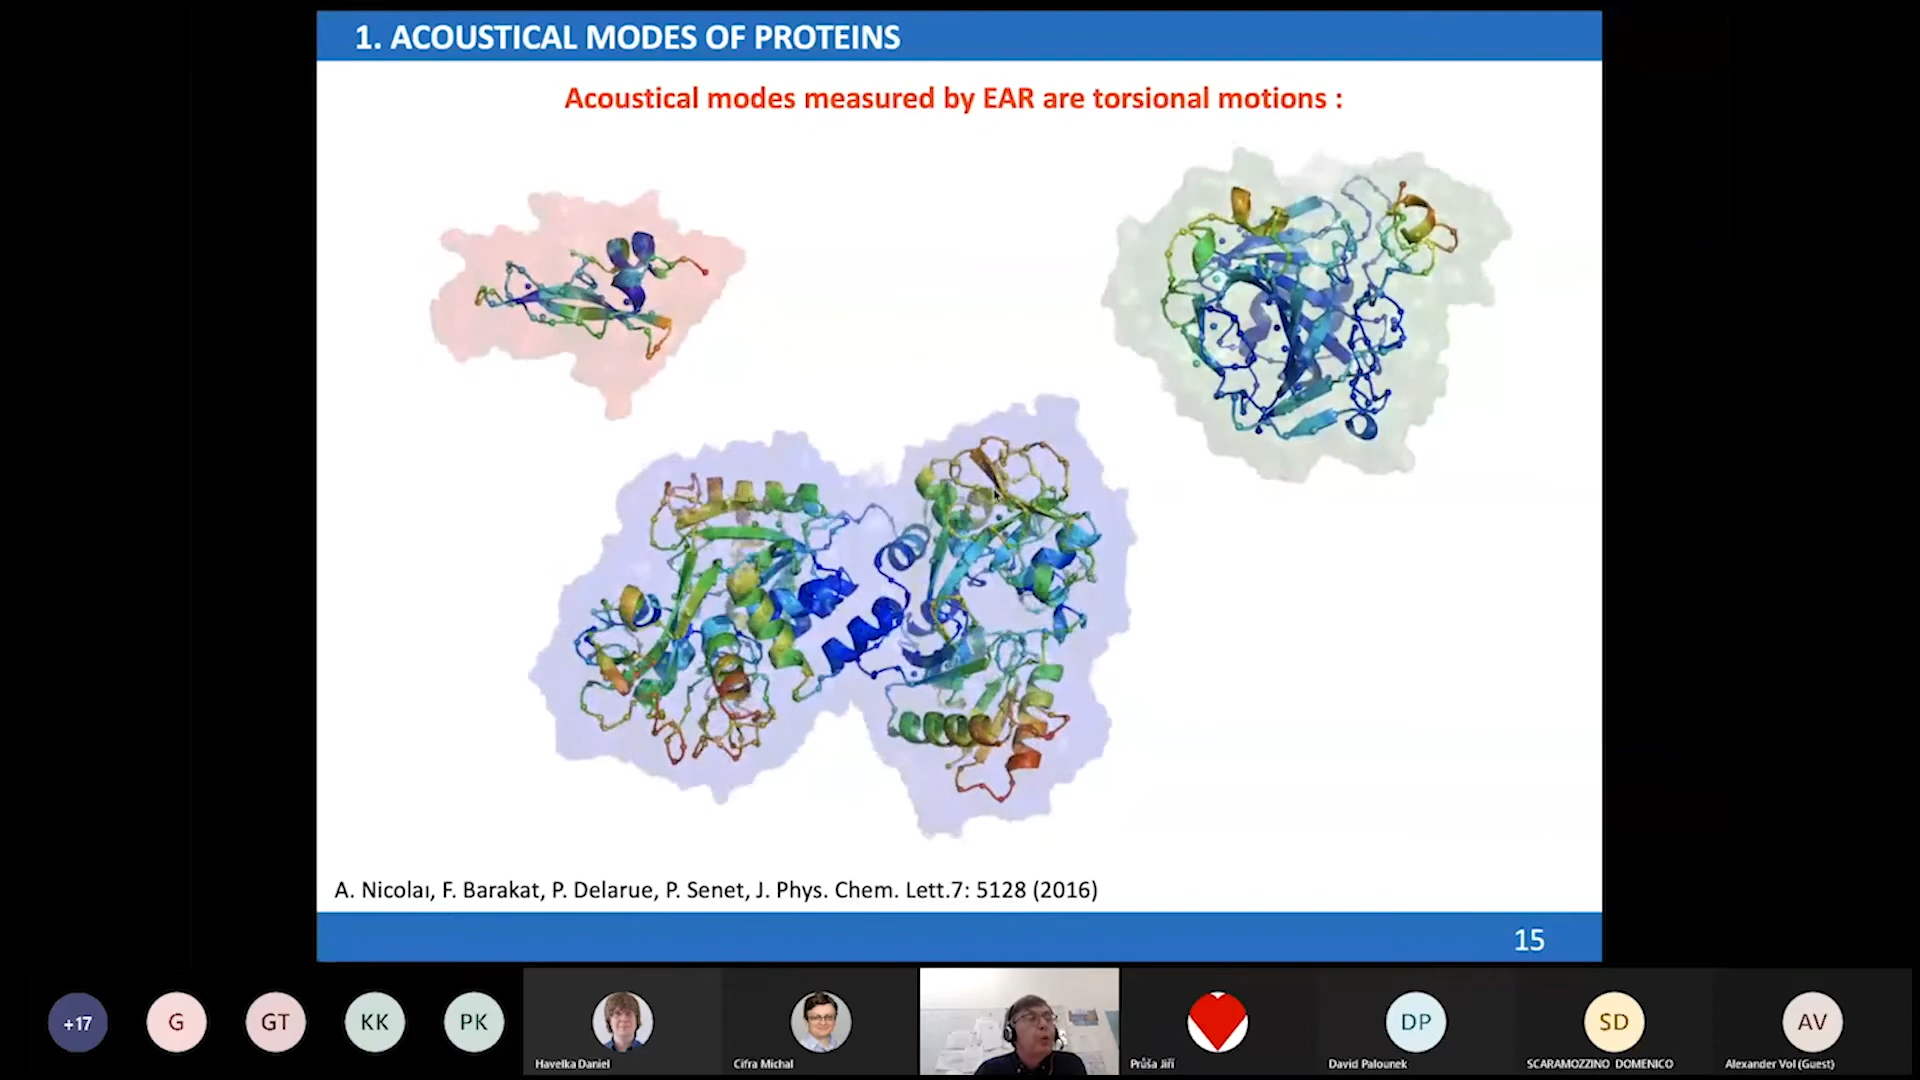 1. ACOUSTICAL MODES OF PROTEINS
Acoustical modes measured by EAR are torsional motions :
A. Nicolaı, F. Barakat, P. Delarue, P. Senet, J. Phys. Chem. Lett.7: 5128 (2016)
15
+17
G
GT
KK
PK
Havelka Daniel
Cifra Michal
Průša Jiří
DP
David Palounek
SD
SCARAMOZZINO DOMENICO
AV
Alexander Vol (Guest)